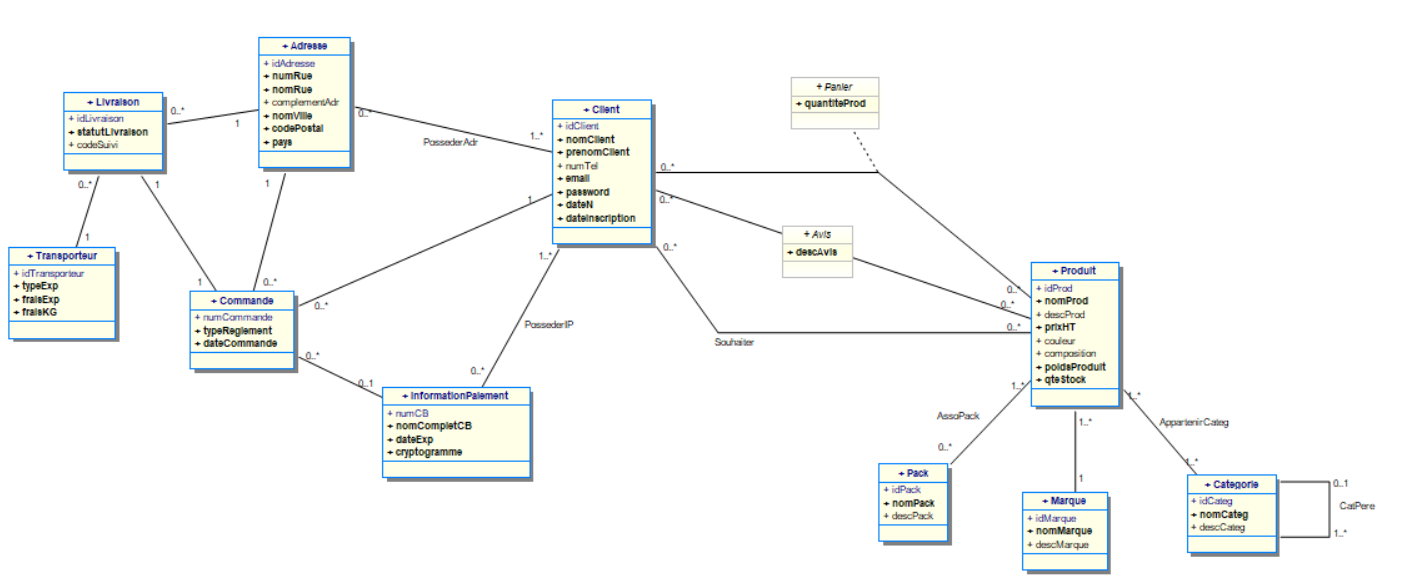 + Adresse
+ idAdresse
+ numRue
+ nomRue
+ complementAdr
+ nomVille
+ codePostal
+ pays
+ Livraison
+ idLivraison
+ statutLivraison
+ codeSuivi
0..*
1
0..*
PossederAdr
1..*
+ Client
+ idClient
+ nomClient
+ prenomClient
+ numTel
+ email
+ password
+ dateN
+ dateInscription
+ Panier
+ quantiteProd
0..*
1
1
0..*
1
0..*
0..*
+ Avis
+ descAvis
+ Transporteur
+ idTransporteur
+ typeExp
+ fraisExp
+ fraisKG
1
1
0..*
+ Commande
+ numCommande
+ typeReglement
+ dateCommande
0..*
1..*
0..*
PossederIP
Souhaiter
0..*
0..*
0..*
+ Produit
+ idProd
+ nomProd
+ descProd
+ prixHT
+ couleur
+ composition
+ poidsProduit
+ qteStock
0..*
0..1
0..*
+ InformationPaiement
+ numCB
+ nomCompletCB
+ dateExp
+ cryptogramme
1..*
AssoPack
0..*
1..*
1..*
AppartenirCateg
1..*
+ Pack
+ idPack
+ nomPack
+ descPack
1
+ Marque
+ idMarque
+ nomMarque
+ descMarque
+ Categorie
+ idCateg
+ nomCateg
+ descCateg
0..1
CatPere
1..*